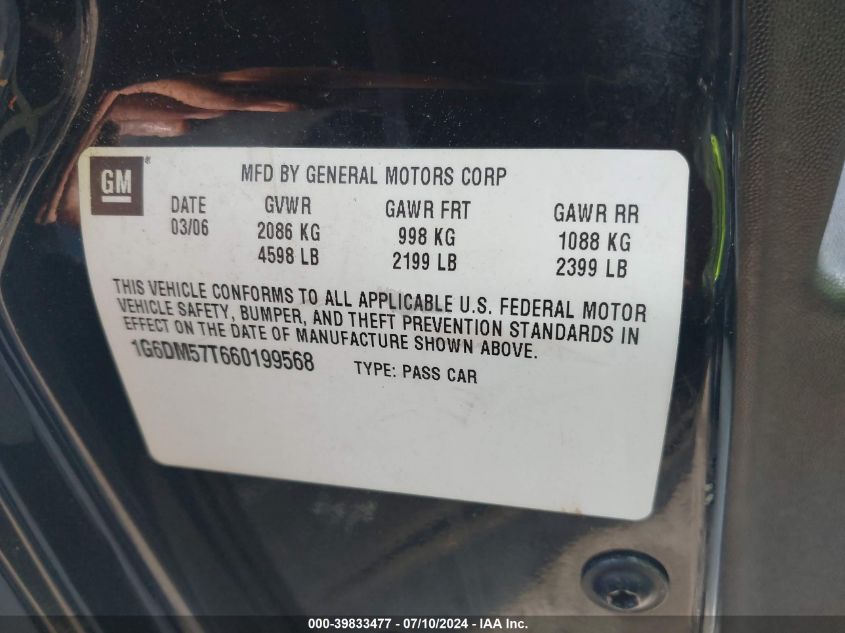 GM
MFD BY GENERAL MOTORS CORP
DATE GVWR GAWR FRT GAWR RR
03/06 2086 KG 998 KG 1088 KG
4598 LB 2199 LB 2399 LB
THIS VEHICLE CONFORMS TO ALL APPLICABLE U.S. FEDERAL MOTOR
VEHICLE SAFETY, BUMPER, AND THEFT PREVENTION STANDARDS IN
EFFECT ON THE DATE OF MANUFACTURE SHOWN ABOVE.
1G6DM57T660199568 TYPE: PASS CAR
000-39833477 - 07/10/2024 - IAA Inc.